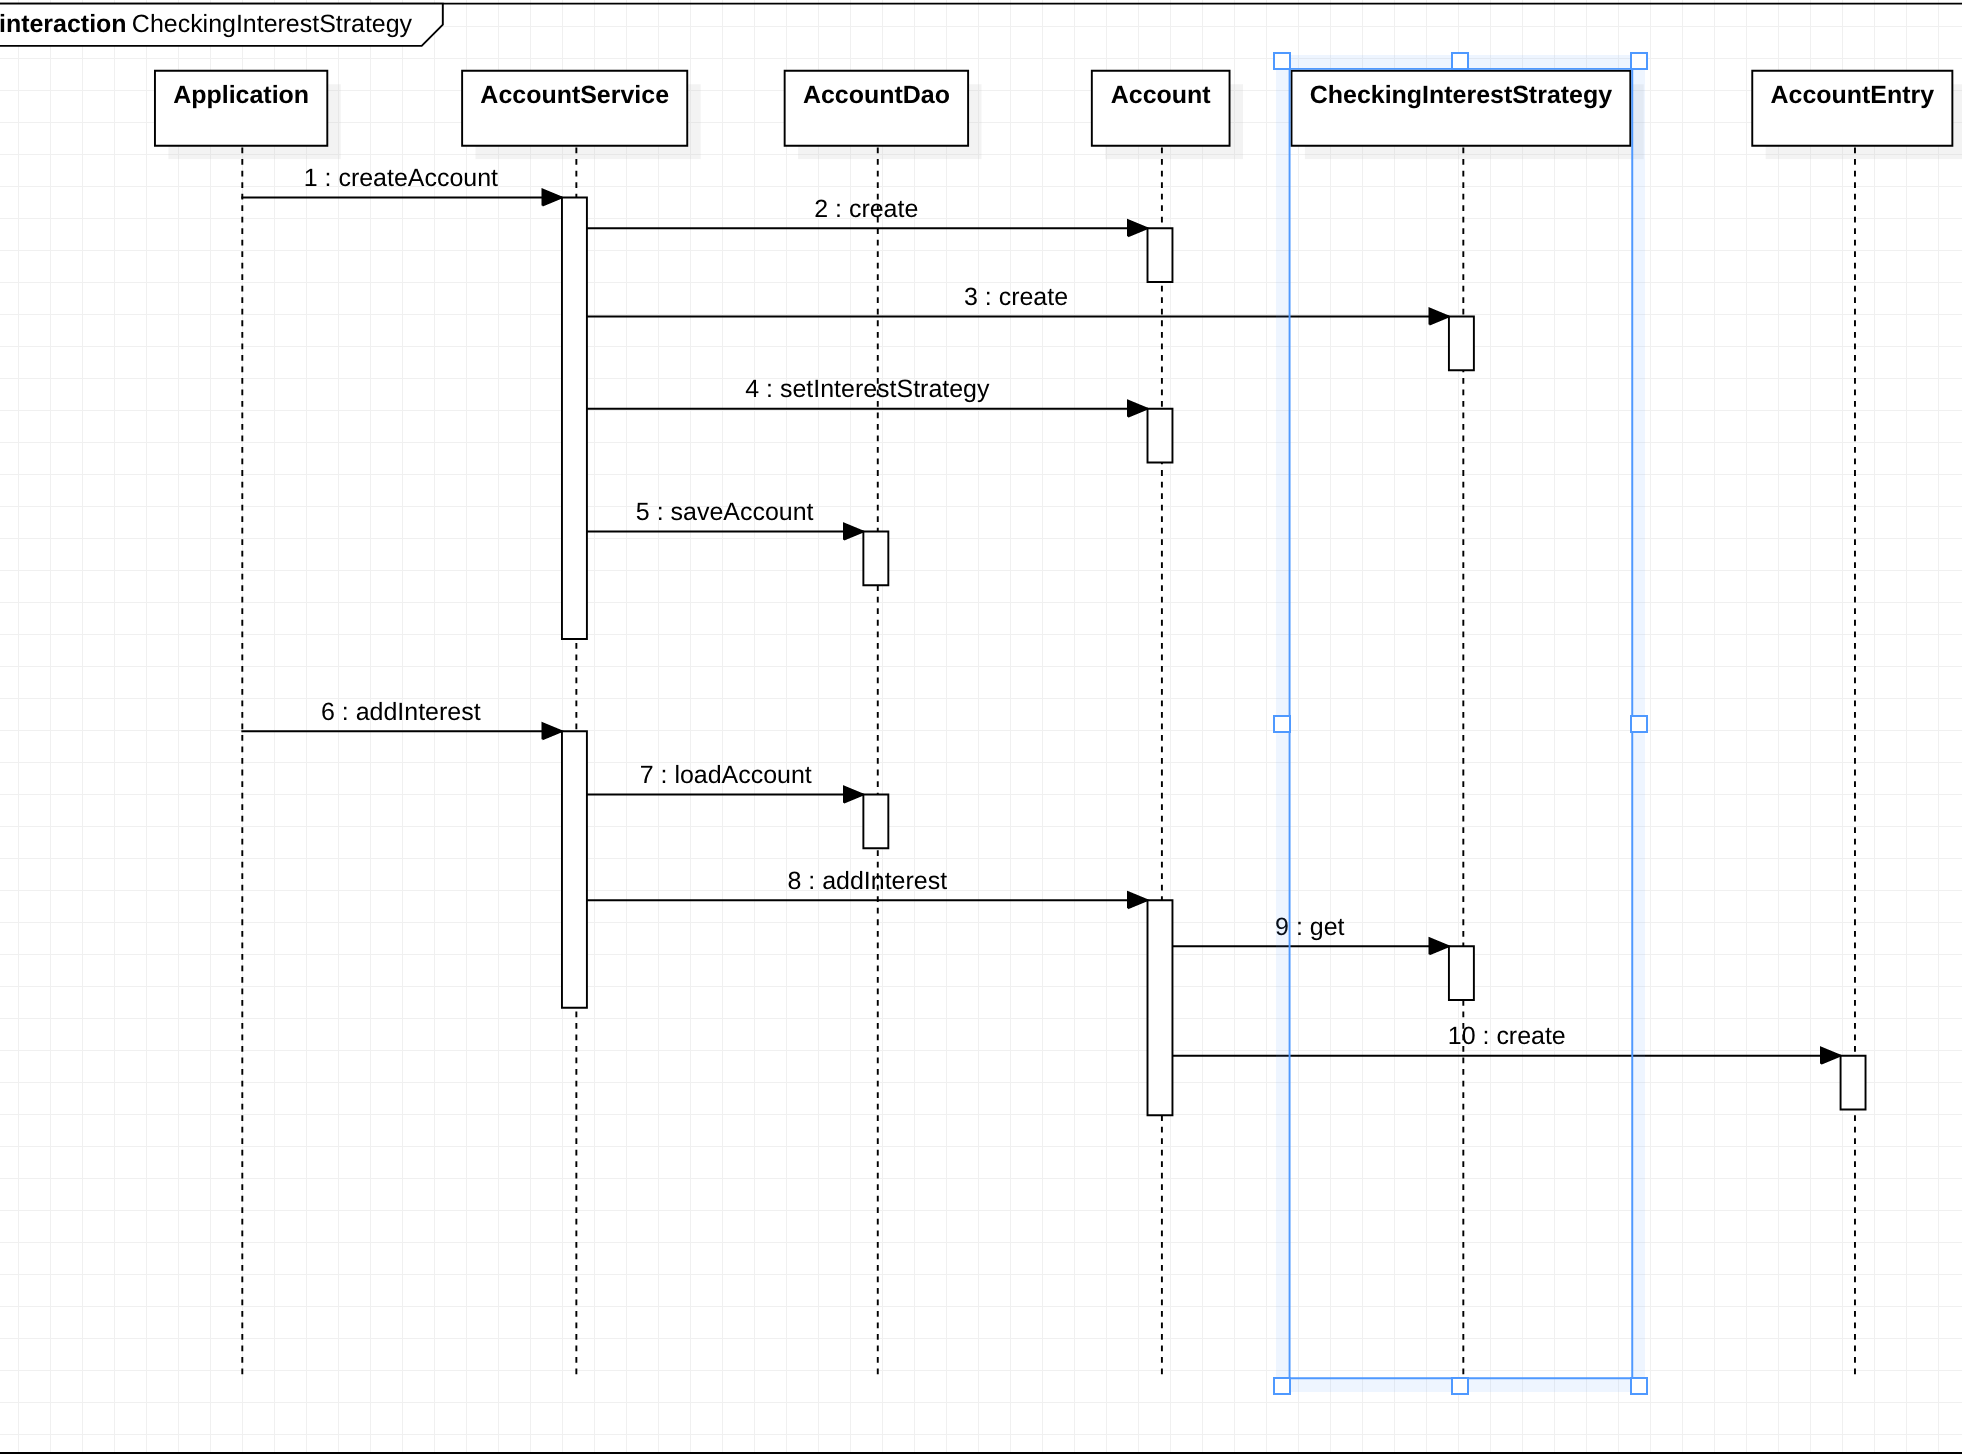 interaction CheckingInterestStrategy
Application
AccountService
AccountDao
Account
CheckingInterestStrategy
AccountEntry
1 : createAccount
2 : create
3 : create
4 : setInterestStrategy
5 : saveAccount
6 : addInterest
7 : loadAccount
8 : addInterest
9 : get
10 : create